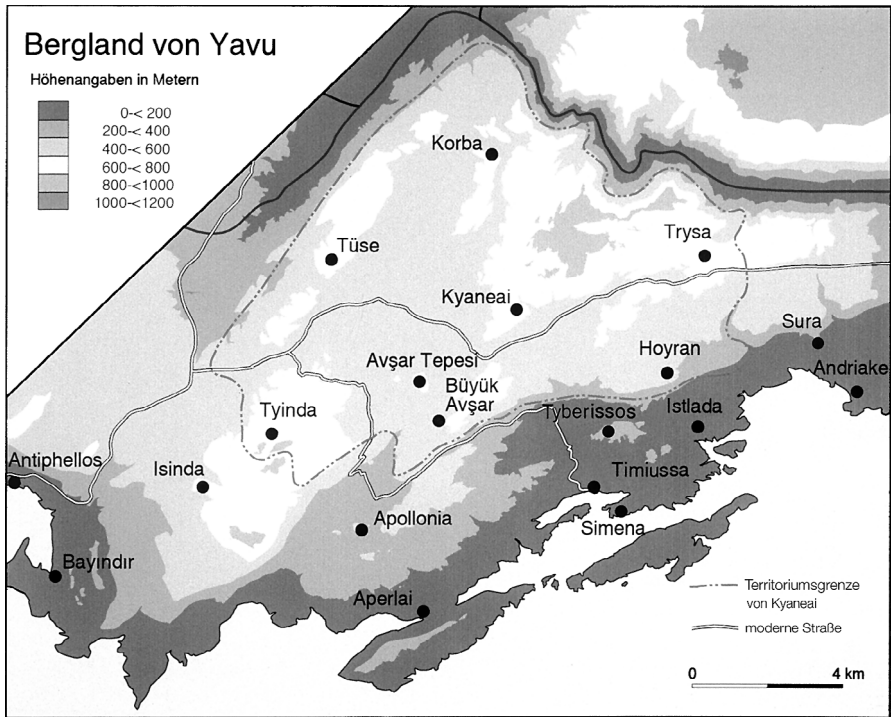 Bergland von Yavu
Höhenangaben in Metern
0-< 200
200-< 400
400-< 600
600-< 800
800-<1000
1000-<1200
Korba
Tüse
Trysa
Kyaneai
Sura
Avşar Tepesi
Hoyran
Andriake
Büyük
Avşar
Tyinda
Tyberissos
Istlada
Antiphellos
Isinda
Timiussa
Apollonia
Simena
Bayındır
Aperlai
Territoriumsgrenze
von Kyaneai
moderne Straße
0 4 km